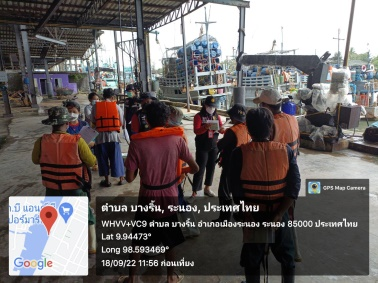 GPS Map Camera
ตำบล บางริ้น, ระนอง, ประเทศไทย
WHVV+VC9 ตำบล บางริ้น อำเภอเมืองระนอง ระนอง 85000 ประเทศไทย
Lat 9.94473°
Long 98.593469°
18/09/22 11:56 ก่อนเที่ยง
Google